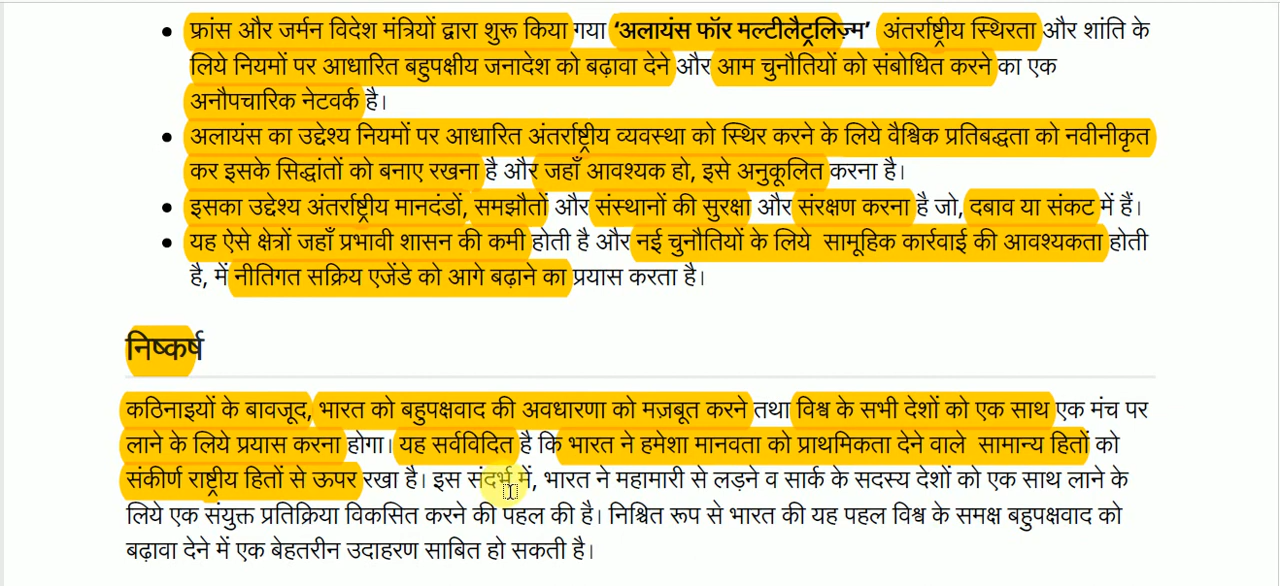 • फ्रांस और जर्मन विदेश मंत्रियों द्वारा शुरू किया गया ‘अलायंस फॉर मल्टीलैट्रलिज़्म’ अंतर्राष्ट्रीय स्थिरता और शांति के
लिये नियमों पर आधारित बहुपक्षीय जनादेश को बढ़ावा देने और आम चुनौतियों को संबोधित करने का एक
अनौपचारिक नेटवर्क है।
• अलायंस का उद्देश्य नियमों पर आधारित अंतर्राष्ट्रीय व्यवस्था को स्थिर करने के लिये वैश्विक प्रतिबद्धता को नवीनीकृत
कर इसके सिद्धांतों को बनाए रखना है और जहाँ आवश्यक हो, इसे अनुकूलित करना है।
• इसका उद्देश्य अंतर्राष्ट्रीय मानदंडों, समझौतों और संस्थानों की सुरक्षा और संरक्षण करना है जो, दबाव या संकट में हैं।
• यह ऐसे क्षेत्रों जहाँ प्रभावी शासन की कमी होती है और नई चुनौतियों के लिये सामूहिक कार्रवाई की आवश्यकता होती
है, में नीतिगत सक्रिय एजेंडे को आगे बढ़ाने का प्रयास करता है।
निष्कर्ष
कठिनाइयों के बावजूद, भारत को बहुपक्षवाद की अवधारणा को मज़बूत करने तथा विश्व के सभी देशों को एक साथ एक मंच पर
लाने के लिये प्रयास करना होगा। यह सर्वविदित है कि भारत ने हमेशा मानवता को प्राथमिकता देने वाले सामान्य हितों को
संकीर्ण राष्ट्रीय हितों से ऊपर रखा है। इस संदर्भ में, भारत ने महामारी से लड़ने व सार्क के सदस्य देशों को एक साथ लाने के
लिये एक संयुक्त प्रतिक्रिया विकसित करने की पहल की है। निश्चित रूप से भारत की यह पहल विश्व के समक्ष बहुपक्षवाद को
बढ़ावा देने में एक बेहतरीन उदाहरण साबित हो सकती है।